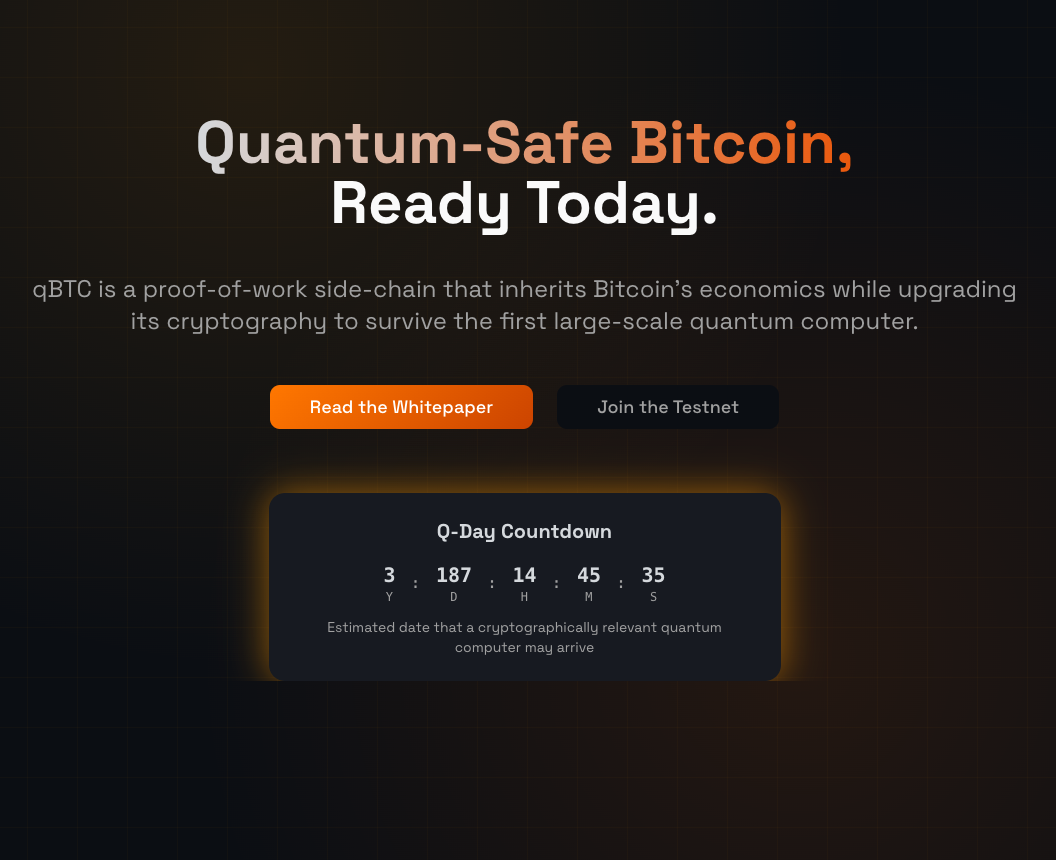 Quantum-Safe Bitcoin,
Ready Today.
qBTC is a proof-of-work side-chain that inherits Bitcoin’s economics while upgrading
its cryptography to survive the first large-scale quantum computer.
Read the Whitepaper
Join the Testnet
Q-Day Countdown
3 : 187 : 14 : 45 : 35
Y D H M S
Estimated date that a cryptographically relevant quantum
computer may arrive